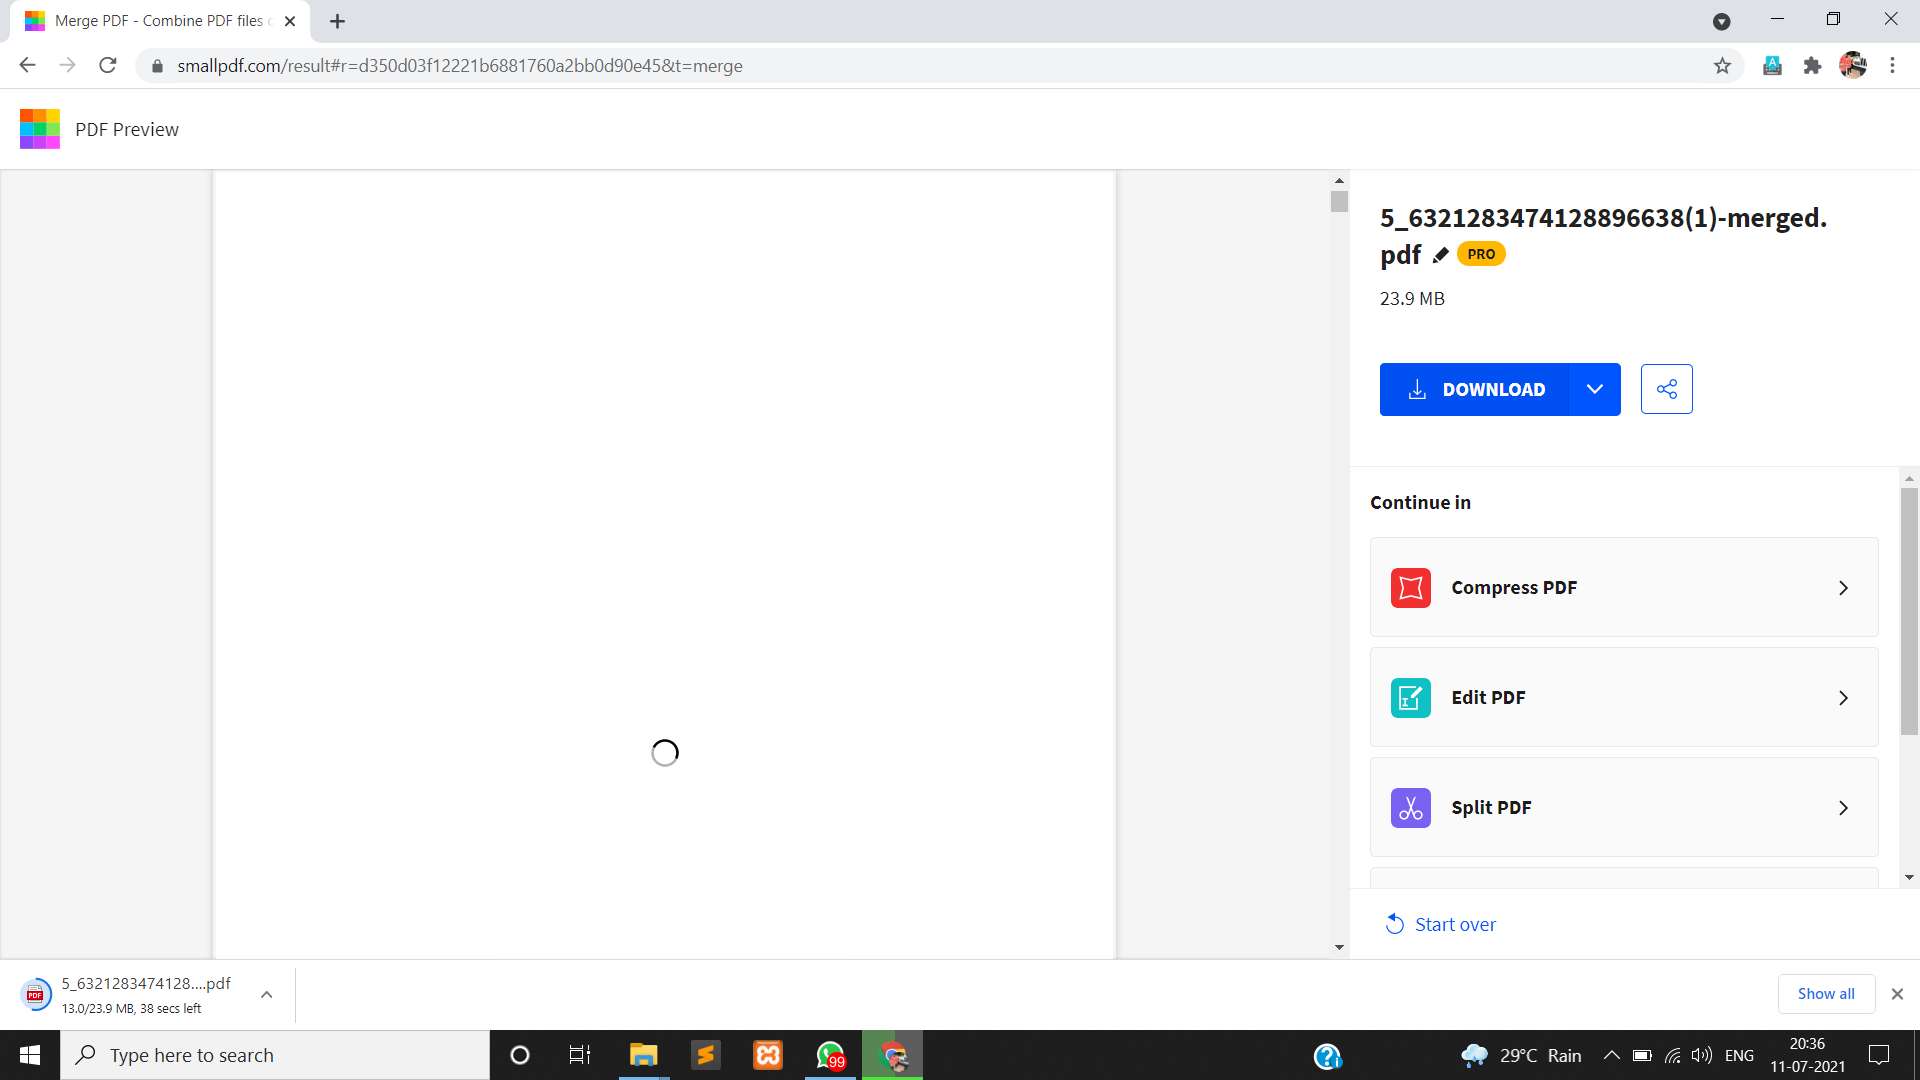 Merge PDF - Combine PDF files
smallpdf.com/result#r=d350d03f12221b6881760a2bb0d90e45&t=merge
PDF Preview
5_6321283474128896638(1)-merged.
pdf PRO
23.9 MB
DOWNLOAD
Continue in
Compress PDF
Edit PDF
Split PDF
Start over
5_6321283474128....pdf
13.0/23.9 MB, 38 secs left
Show all
Type here to search
99
29°C Rain
ENG
20:36
11-07-2021